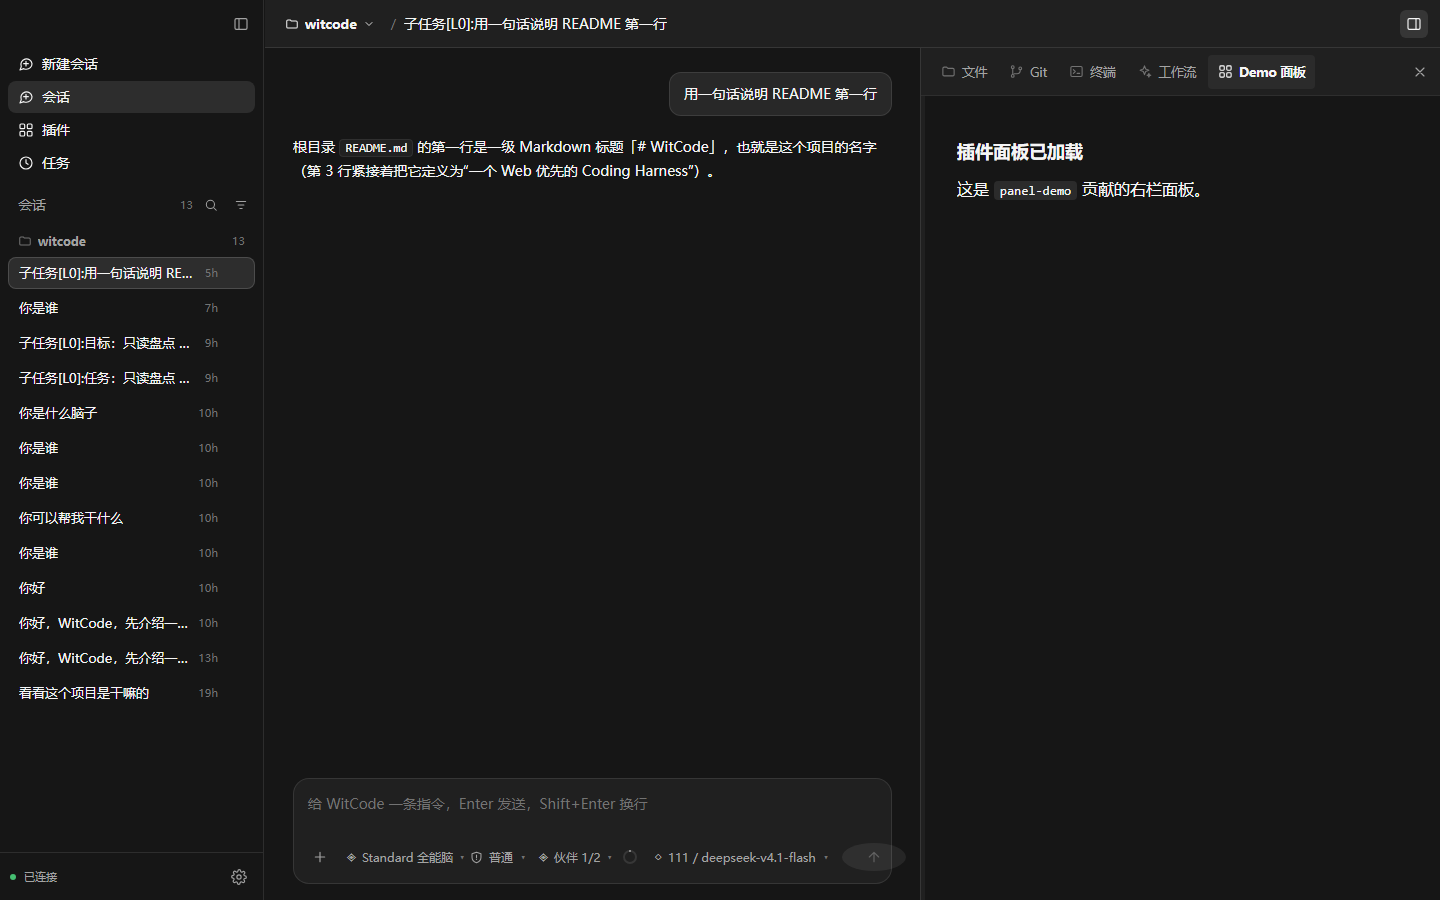 新建会话
会话
插件
任务
会话 13
witcode 13
子任务[L0]:用一句话说明 RE... 5h
你是谁 7h
子任务[L0]:目标：只读盘点 ... 9h
子任务[L0]:任务：只读盘点 ... 9h
你是什么脑子 10h
你是谁 10h
你是谁 10h
你可以帮我干什么 10h
你是谁 10h
你好 10h
你好，WitCode，先介绍一... 10h
你好，WitCode，先介绍一... 13h
看看这个项目是干嘛的 19h
已连接
witcode / 子任务[L0]:用一句话说明 README 第一行
用一句话说明 README 第一行
根目录 README.md 的第一行是一级 Markdown 标题「# WitCode」，也就是这个项目的名字
（第 3 行紧接着把它定义为“一个 Web 优先的 Coding Harness”）。
给 WitCode 一条指令，Enter 发送，Shift+Enter 换行
Standard 全能脑 普通 伙伴 1/2 111 / deepseek-v4.1-flash
文件 Git 终端 工作流 Demo 面板
插件面板已加载
这是 panel-demo 贡献的右栏面板。